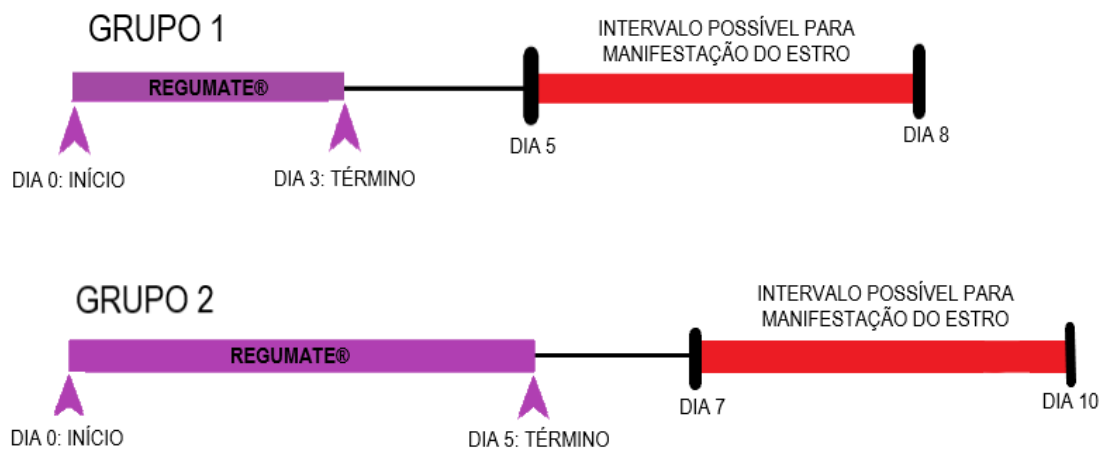 GRUPO 1
INTERVALO POSSÍVEL PARA
MANIFESTAÇÃO DO ESTRO
REGUMATE®
DIA 5
DIA 8
DIA 0: INÍCIO
DIA 3: TÉRMINO
GRUPO 2
INTERVALO POSSÍVEL PARA
MANIFESTAÇÃO DO ESTRO
REGUMATE®
DIA 7
DIA 10
DIA 0: INÍCIO
DIA 5: TÉRMINO